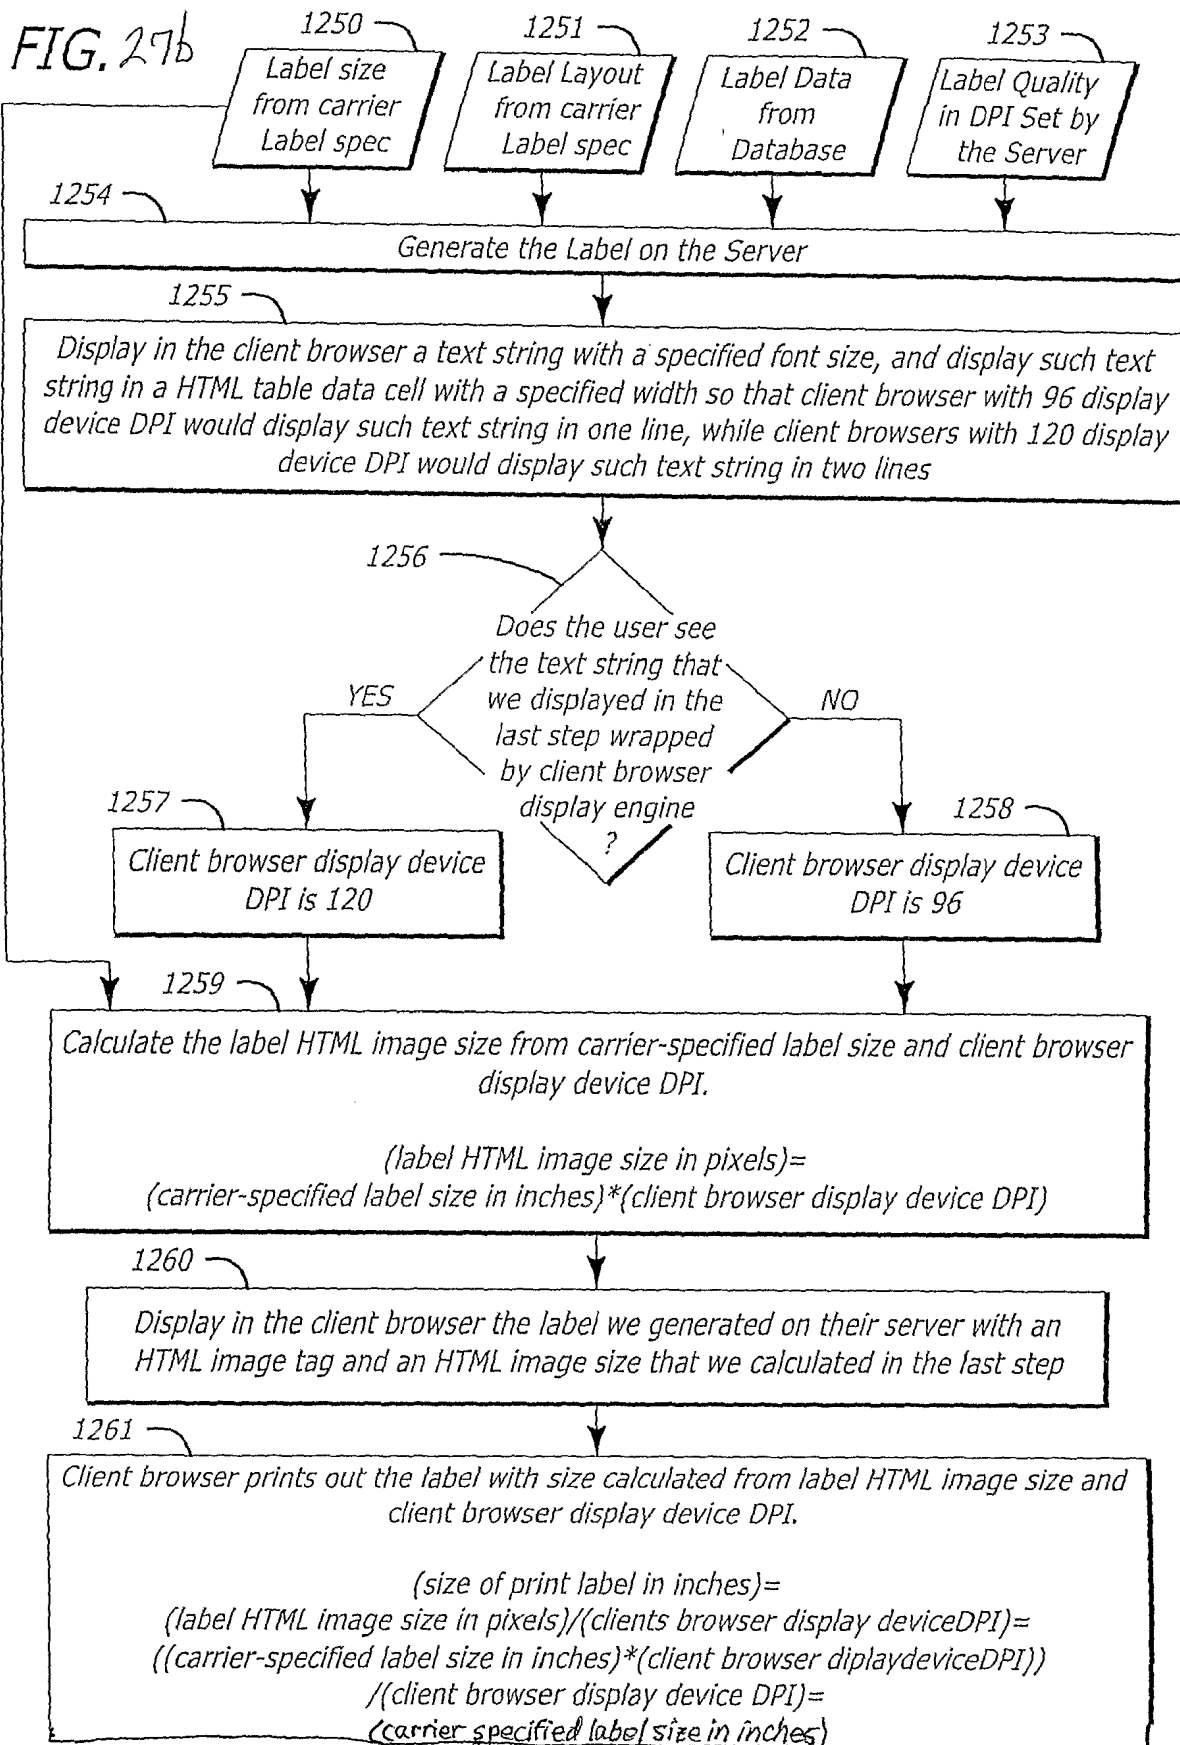 FIG. 27b
1250
1251
1252
1253
Label size
from carrier
Label spec
Label Layout
from carrier
Label spec
Label Data
from
Database
Label Quality
in DPI Set by
the Server
1254
Generate the Label on the Server
1255
Display in the client browser a text string with a specified font size, and display such text
string in a HTML table data cell with a specified width so that client browser with 96 display
device DPI would display such text string in one line, while client browsers with 120 display
device DPI would display such text string in two lines
1256
Does the user see
the text string that
we displayed in the
last step wrapped
by client browser
display engine
?
YES
NO
1257
Client browser display device
DPI is 120
1258
Client browser display device
DPI is 96
1259
Calculate the label HTML image size from carrier-specified label size and client browser
display device DPI.
(label HTML image size in pixels)=
(carrier-specified label size in inches)*(client browser display device DPI)
1260
Display in the client browser the label we generated on their server with an
HTML image tag and an HTML image size that we calculated in the last step
1261
Client browser prints out the label with size calculated from label HTML image size and
client browser display device DPI.
(size of print label in inches)=
(label HTML image size in pixels)/(clients browser display deviceDPI)=
((carrier-specified label size in inches)*(client browser diplaydeviceDPI))
/(client browser display device DPI)=
(carrier specified label size in inches)